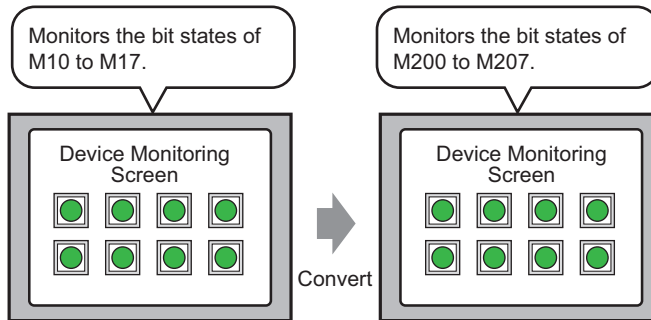 Monitors the bit states of
M10 to M17.
Monitors the bit states of
M200 to M207.
Device Monitoring
Screen
Device Monitoring
Screen
Convert